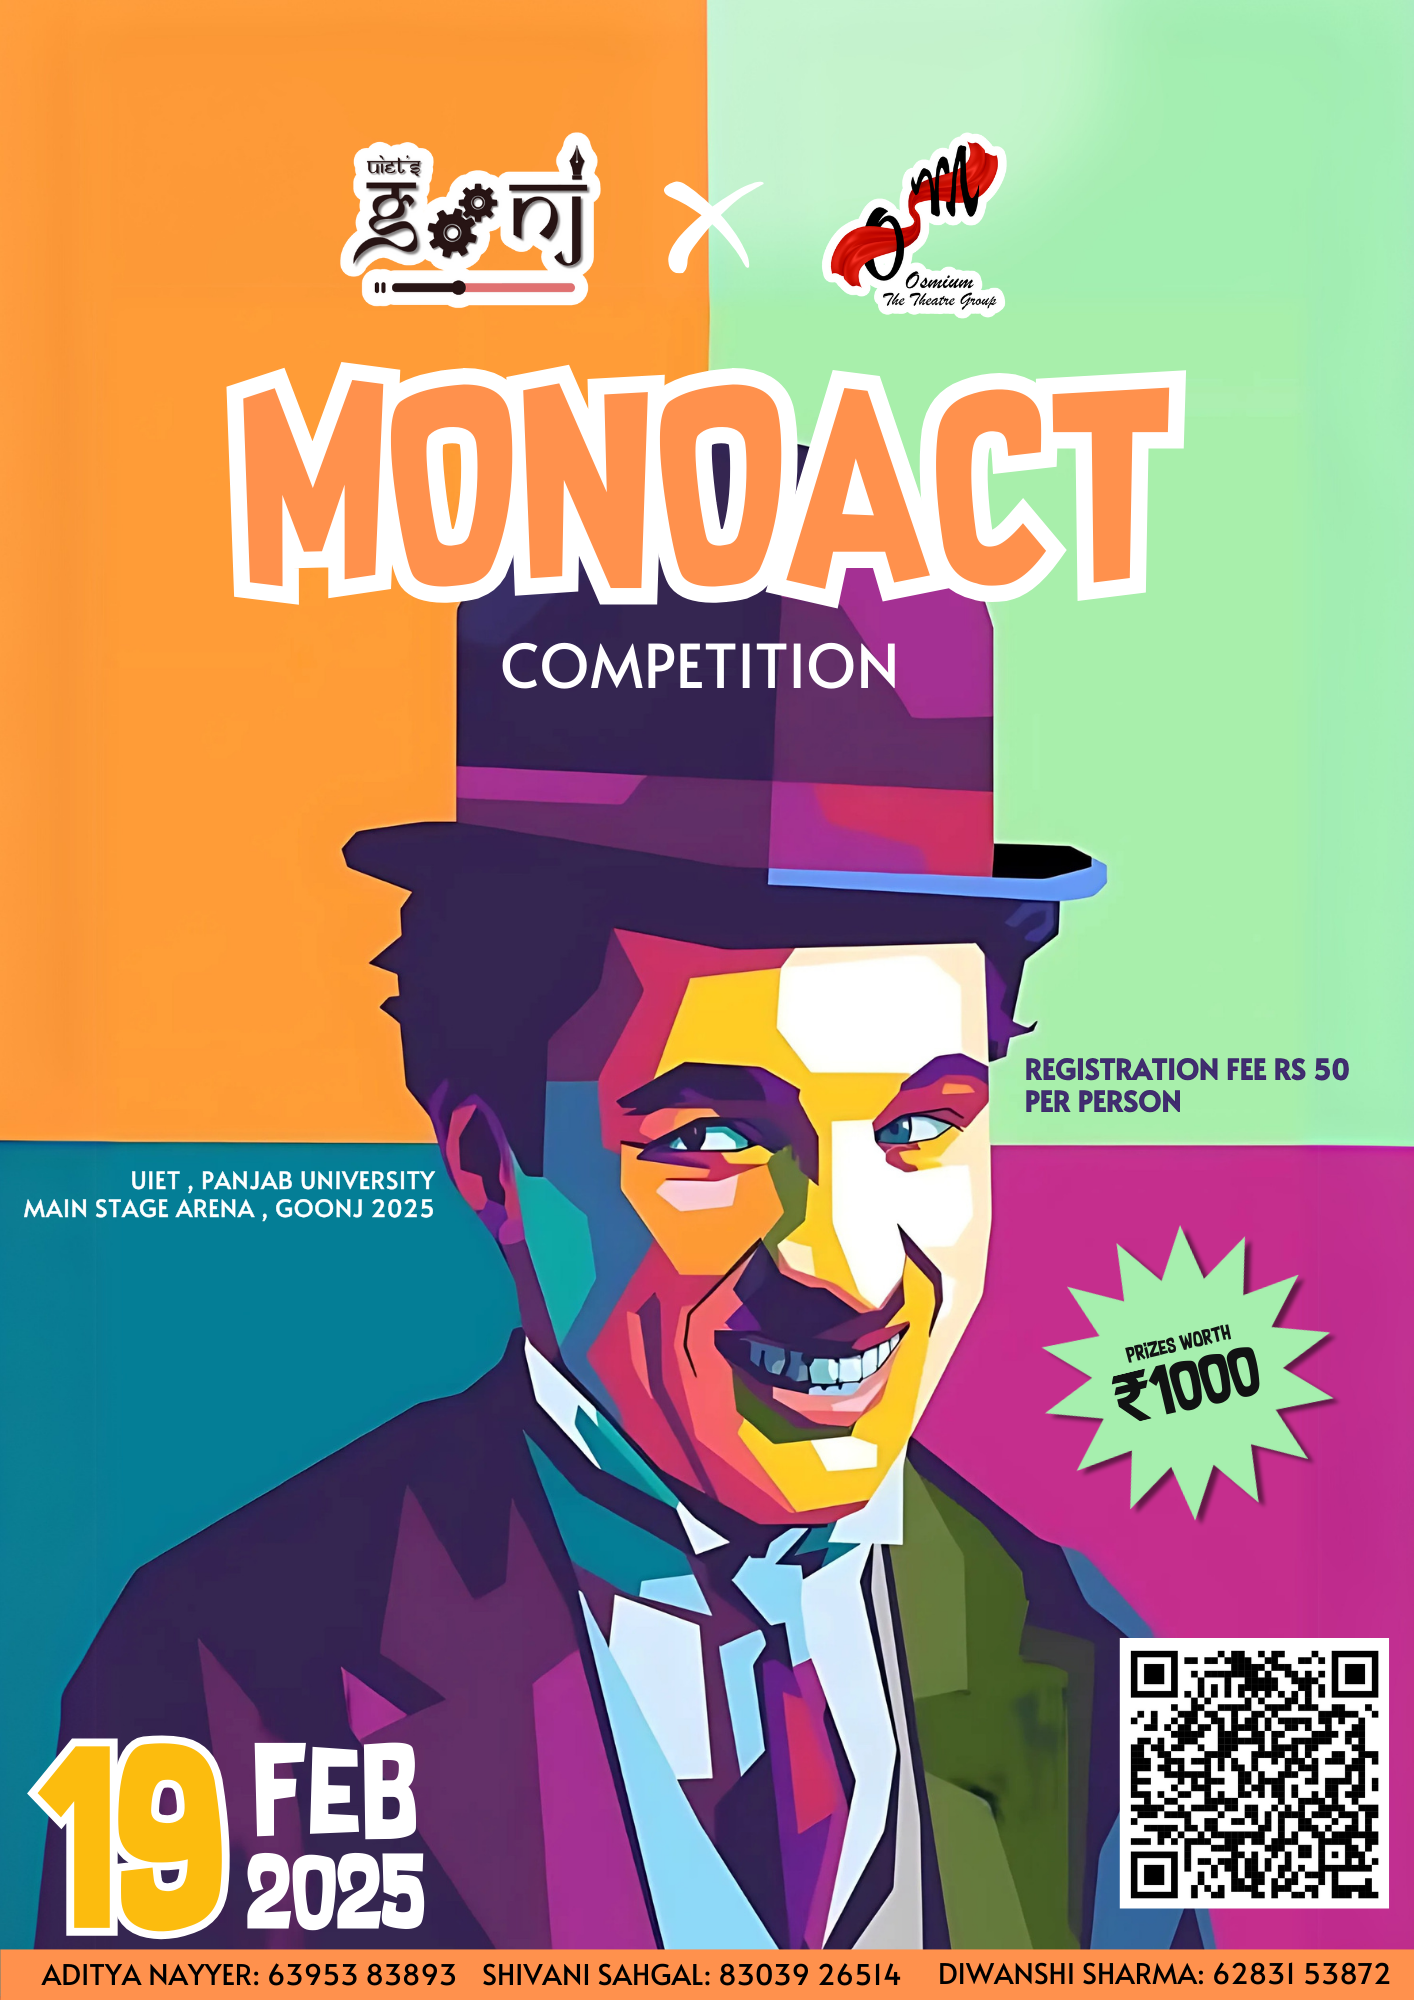 UIET'S
goonj
X
Om
Osmium
The Theatre Group
MONOACT
COMPETITION
REGISTRATION FEE RS 50
PER PERSON
UIET , PANJAB UNIVERSITY
MAIN STAGE ARENA , GOONJ 2025
PRIZES WORTH
₹1000
19 FEB
2025
ADITYA NAYYER: 63953 83893 SHIVANI SAHGAL: 83039 26514 DIWANSHI SHARMA: 62831 53872